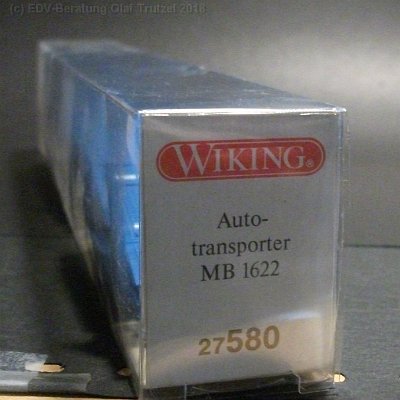 (c) EDV-Beratung Olaf Trutzel 2018
WIKING®
Auto-
transporter
MB 1622
27580